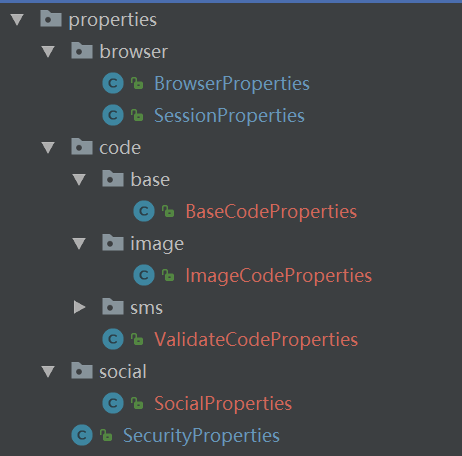 properties
browser
C BrowserProperties
C SessionProperties
code
base
C BaseCodeProperties
image
C ImageCodeProperties
sms
C ValidateCodeProperties
social
C SocialProperties
C SecurityProperties